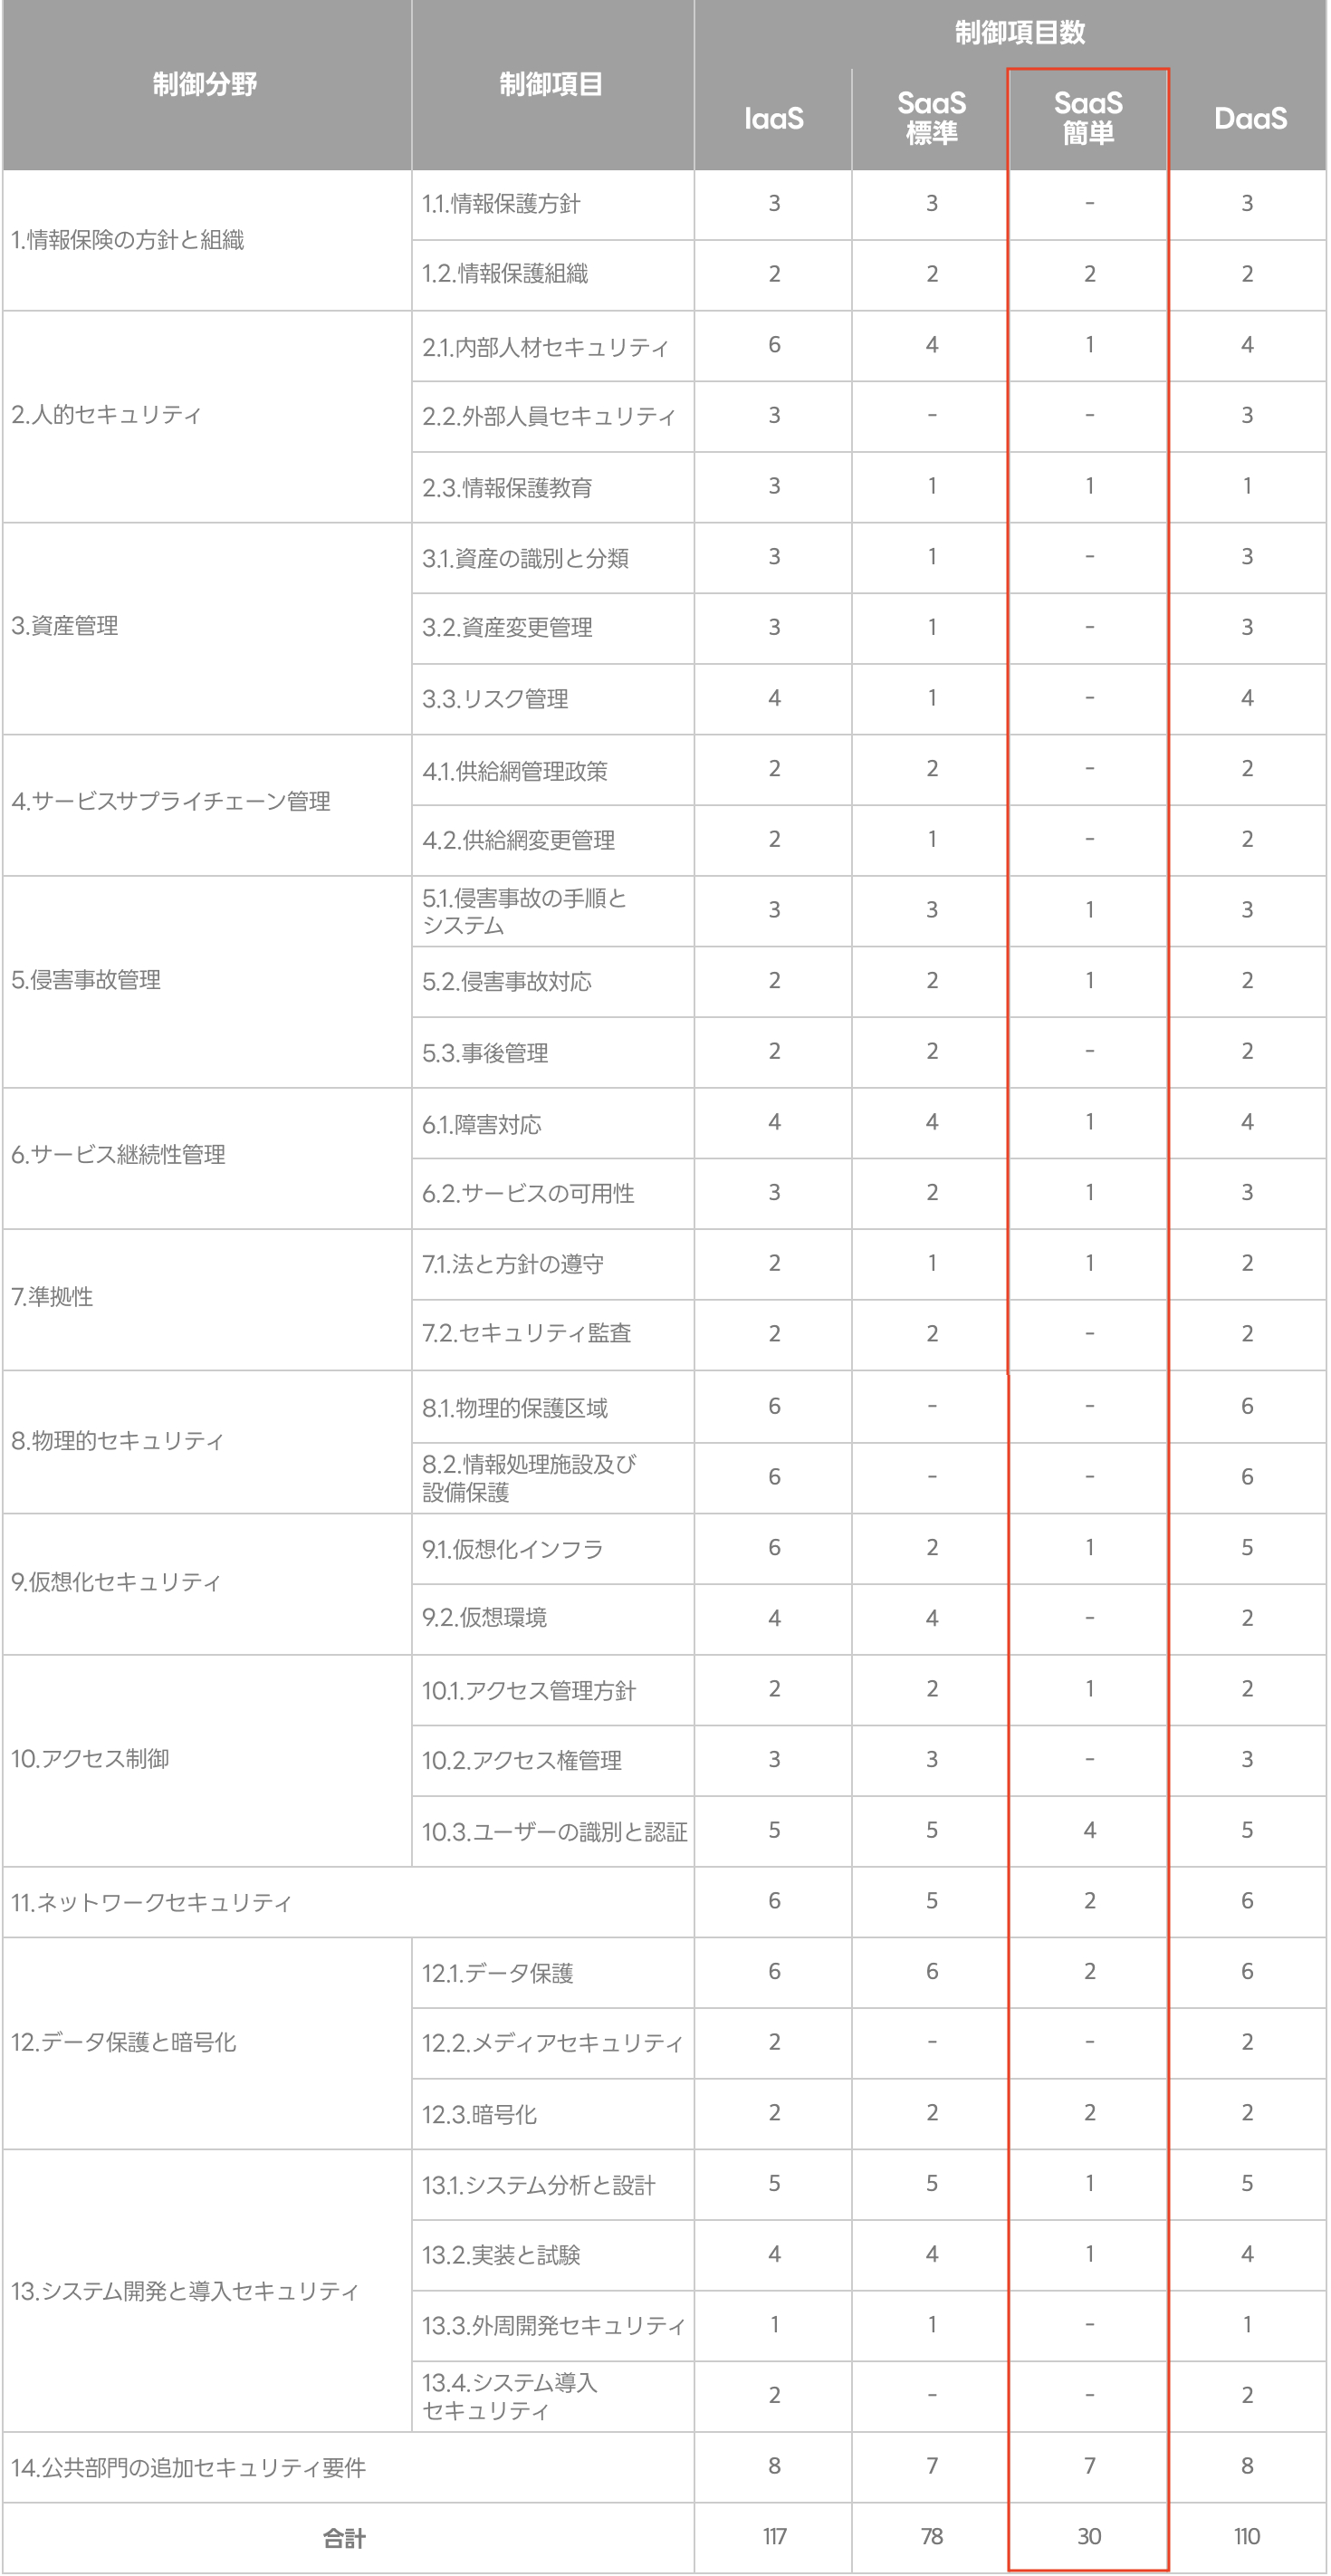 制御分野 制御項目 制御項目数
IaaS SaaS 標準 SaaS 簡単 DaaS
1.情報保険の方針と組織
1.1.情報保護方針 3 3 - 3
1.2.情報保護組織 2 2 2 2
2.人的セキュリティ
2.1.内部人材セキュリティ 6 4 1 4
2.2.外部人員セキュリティ 3 - - 3
2.3.情報保護教育 3 1 1 1
3.資産管理
3.1.資産の識別と分類 3 1 - 3
3.2.資産変更管理 3 1 - 3
3.3.リスク管理 4 1 - 4
4.サービスサプライチェーン管理
4.1.供給網管理政策 2 2 - 2
4.2.供給網変更管理 2 1 - 2
5.侵害事故管理
5.1.侵害事故の手順と
システム 3 3 1 3
5.2.侵害事故対応 2 2 1 2
5.3.事後管理 2 2 - 2
6.サービス継続性管理
6.1.障害対応 4 4 1 4
6.2.サービスの可用性 3 2 1 3
7.準拠性
7.1.法と方針の遵守 2 1 1 2
7.2.セキュリティ監査 2 2 - 2
8.物理的セキュリティ
8.1.物理的保護区域 6 - - 6
8.2.情報処理施設及び
設備保護 6 - - 6
9.仮想化セキュリティ
9.1.仮想化インフラ 6 2 1 5
9.2.仮想環境 4 4 - 2
10.アクセス制御
10.1.アクセス管理方針 2 2 1 2
10.2.アクセス権管理 3 3 - 3
10.3.ユーザーの識別と認証 5 5 4 5
11.ネットワークセキュリティ 6 5 2 6
12.データ保護と暗号化
12.1.データ保護 6 6 2 6
12.2.メディアセキュリティ 2 - - 2
12.3.暗号化 2 2 2 2
13.システム開発と導入セキュリティ
13.1.システム分析と設計 5 5 1 5
13.2.実装と試験 4 4 1 4
13.3.外周開発セキュリティ 1 1 - 1
13.4.システム導入
セキュリティ 2 - - 2
14.公共部門の追加セキュリティ要件 8 7 7 8
合計 117 78 30 110